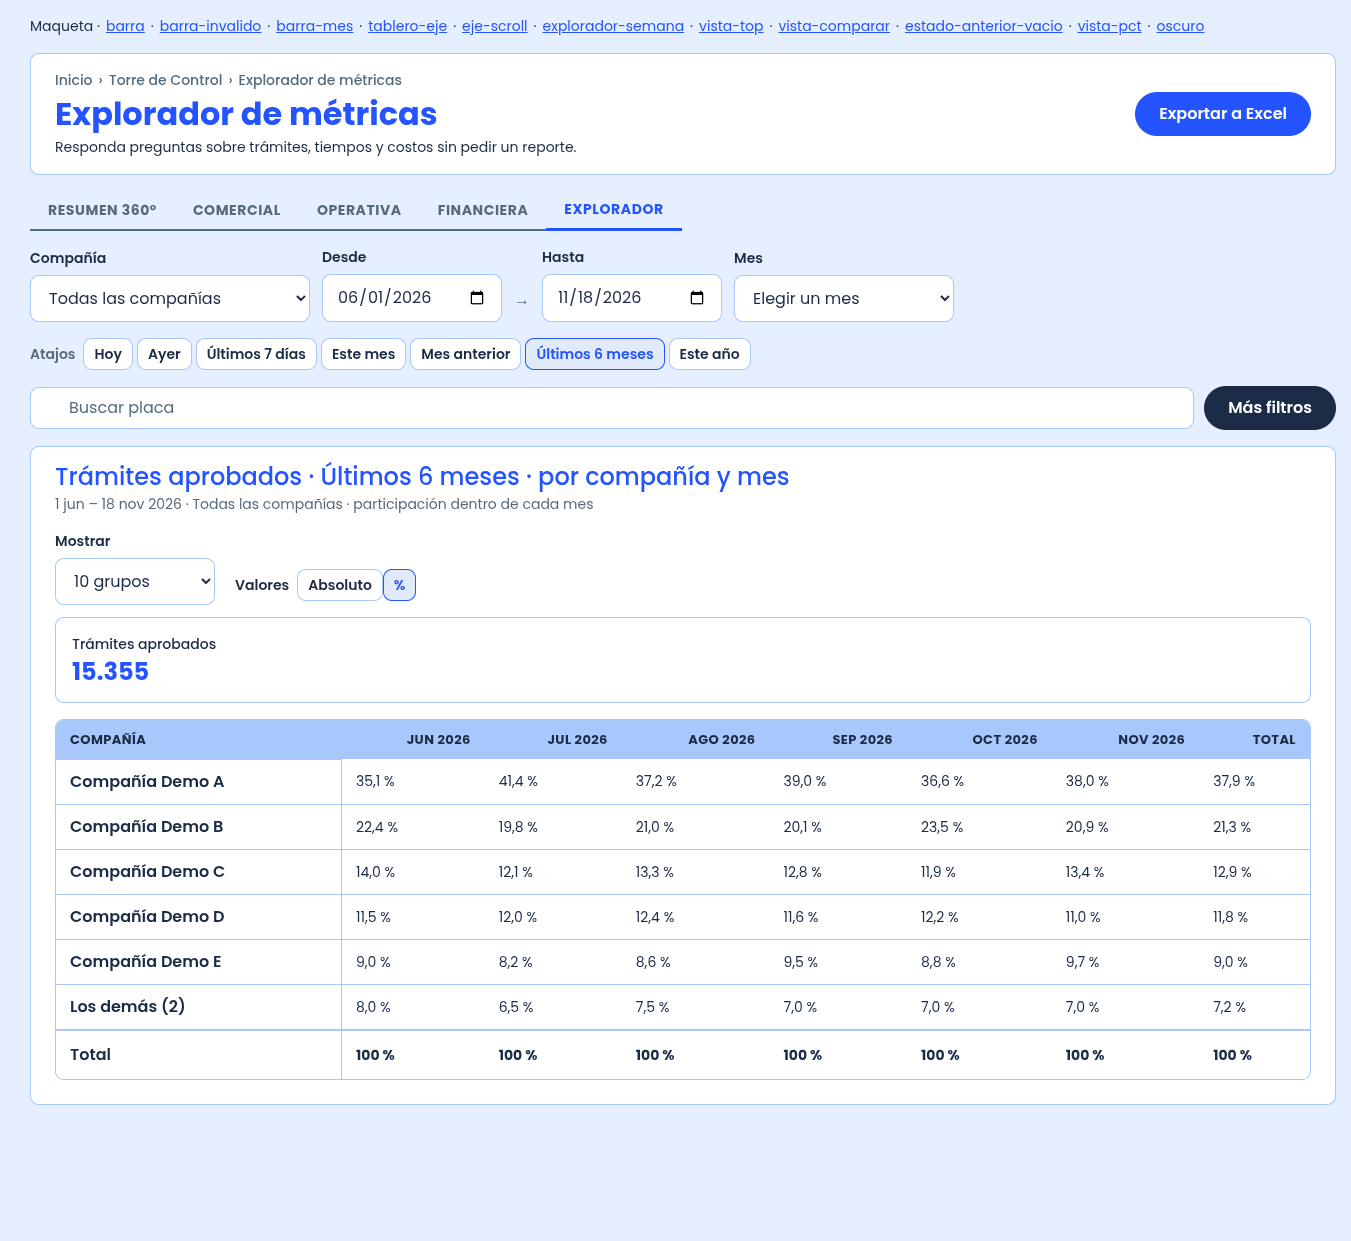 Maqueta · barra · barra-invalido · barra-mes · tablero-eje · eje-scroll · explorador-semana · vista-top · vista-comparar · estado-anterior-vacio · vista-pct · oscuro
Inicio › Torre de Control › Explorador de métricas
Explorador de métricas
Exportar a Excel
Responda preguntas sobre trámites, tiempos y costos sin pedir un reporte.
RESUMEN 360° COMERCIAL OPERATIVA FINANCIERA EXPLORADOR
Compañía Desde Hasta Mes
Todas las compañías 06/01/2026 → 11/18/2026 Elegir un mes
Atajos Hoy Ayer Últimos 7 días Este mes Mes anterior Últimos 6 meses Este año
Buscar placa Más filtros
Trámites aprobados · Últimos 6 meses · por compañía y mes
1 jun – 18 nov 2026 · Todas las compañías · participación dentro de cada mes
Mostrar
10 grupos Valores Absoluto %
Trámites aprobados
15.355
COMPAÑÍA JUN 2026 JUL 2026 AGO 2026 SEP 2026 OCT 2026 NOV 2026 TOTAL
Compañía Demo A 35,1 % 41,4 % 37,2 % 39,0 % 36,6 % 38,0 % 37,9 %
Compañía Demo B 22,4 % 19,8 % 21,0 % 20,1 % 23,5 % 20,9 % 21,3 %
Compañía Demo C 14,0 % 12,1 % 13,3 % 12,8 % 11,9 % 13,4 % 12,9 %
Compañía Demo D 11,5 % 12,0 % 12,4 % 11,6 % 12,2 % 11,0 % 11,8 %
Compañía Demo E 9,0 % 8,2 % 8,6 % 9,5 % 8,8 % 9,7 % 9,0 %
Los demás (2) 8,0 % 6,5 % 7,5 % 7,0 % 7,0 % 7,0 % 7,2 %
Total 100 % 100 % 100 % 100 % 100 % 100 % 100 %